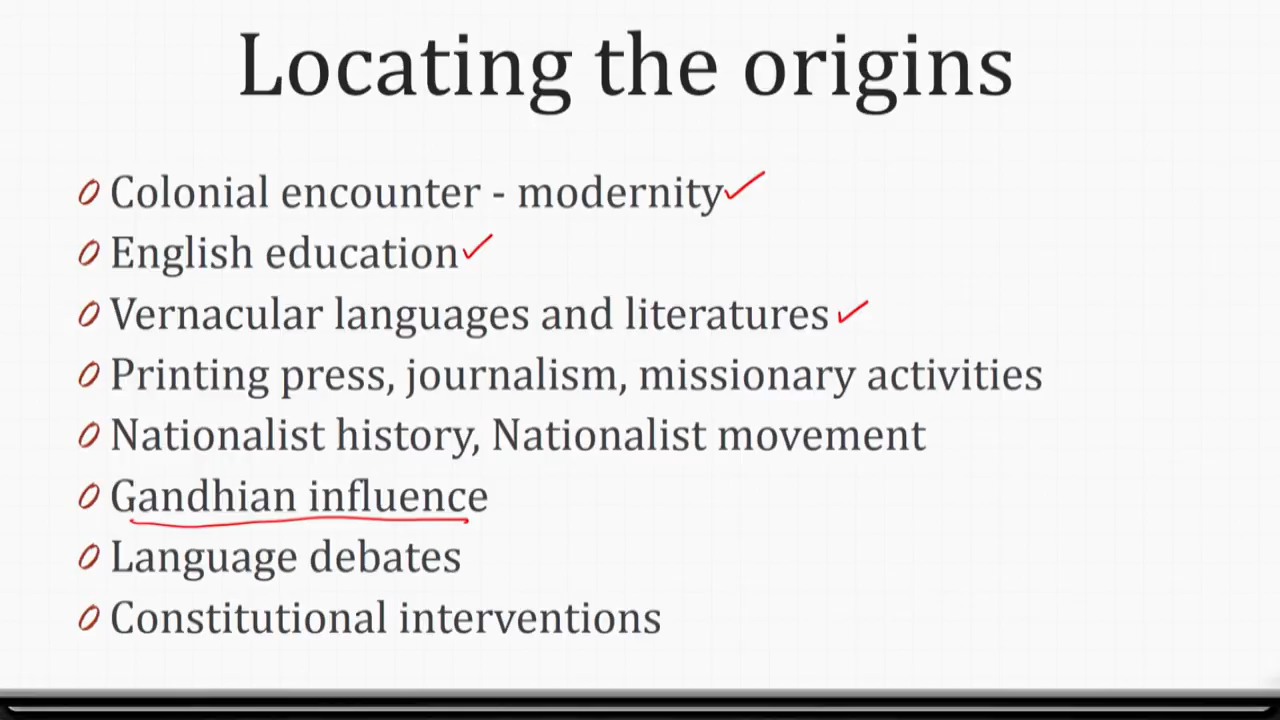 Locating the origins
Colonial encounter - modernity
English education
Vernacular languages and literatures
Printing press, journalism, missionary activities
Nationalist history, Nationalist movement
Gandhian influence
Language debates
Constitutional interventions